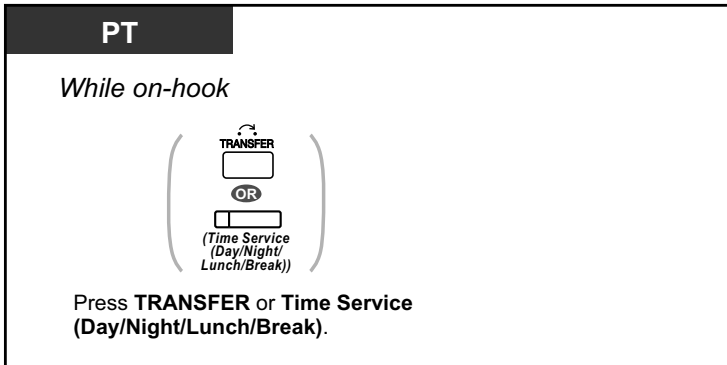 PT
While on-hook
TRANSFER
OR
(Time Service
(Day/Night/
Lunch/Break))
Press TRANSFER or Time Service
(Day/Night/Lunch/Break).